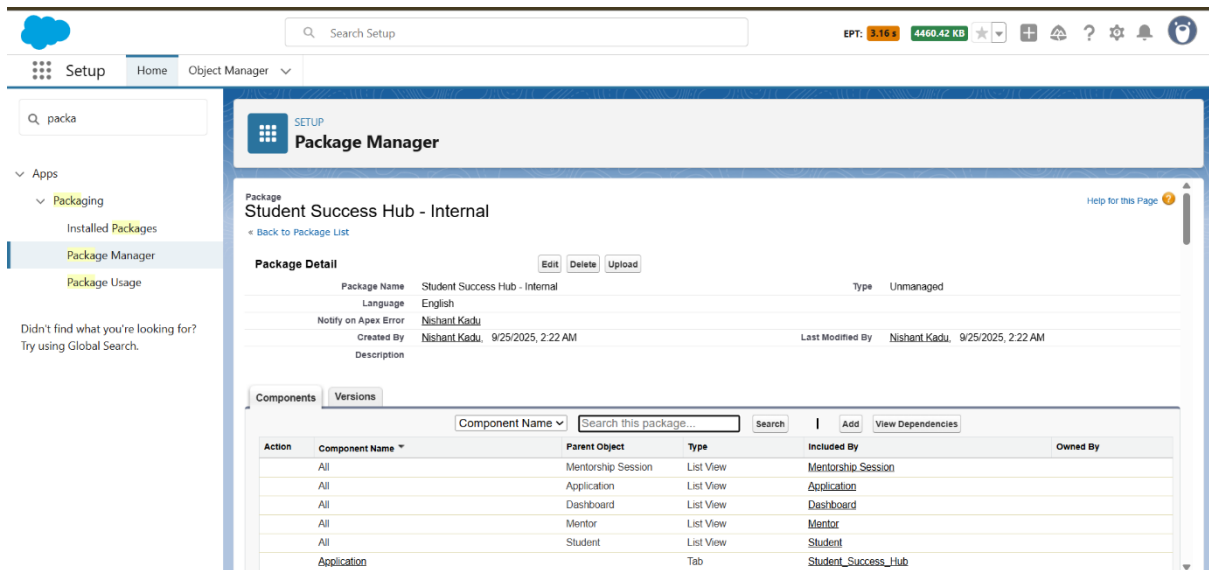 Search Setup
EPT: 3.16 s 4460.42 KB
Setup Home Object Manager
packa
Apps
Packaging
Installed Packages
Package Manager
Package Usage
Didn't find what you're looking for?
Try using Global Search.
SETUP
Package Manager
Package
Student Success Hub - Internal
« Back to Package List
Help for this Page ?
Package Detail Edit Delete Upload
Package Name Student Success Hub - Internal Type Unmanaged
Language English
Notify on Apex Error Nishant Kadu
Created By Nishant Kadu, 9/25/2025, 2:22 AM Last Modified By Nishant Kadu, 9/25/2025, 2:22 AM
Description
Components Versions
Component Name Search this package... Search | Add View Dependencies
Action Component Name Parent Object Type Included By Owned By
All Mentorship Session List View Mentorship Session
All Application List View Application
All Dashboard List View Dashboard
All Mentor List View Mentor
All Student List View Student
Application Tab Student_Success_Hub